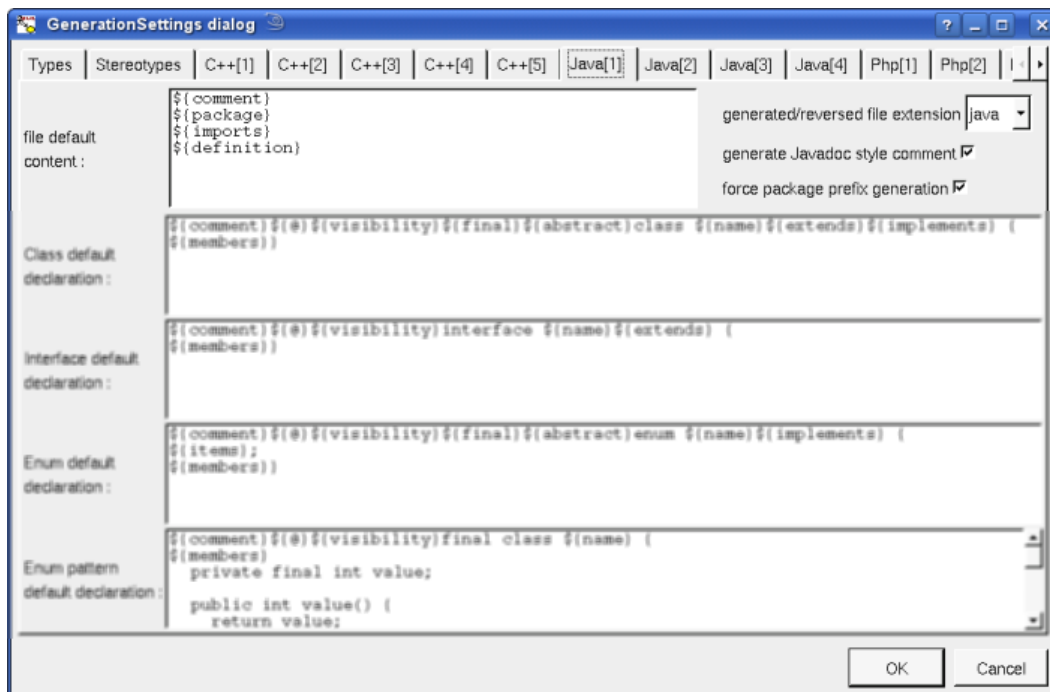 GenerationSettings dialog
Types Stereotypes C++[1] C++[2] C++[3] C++[4] C++[5] Java[1] Java[2] Java[3] Java[4] Php[1] Php[2]
file default
content :
${comment}
${package}
${imports}
${definition}
generated/reversed file extension java
generate Javadoc style comment
force package prefix generation
Class default
declaration :
${comment}${@}${visibility}${final}${abstract}class ${name}${extends}${implements} {
${members}}
Interface default
declaration :
${comment}${@}${visibility}interface ${name}${extends} {
${members}}
Enum default
declaration :
${comment}${@}${visibility}${final}${abstract}enum ${name}${implements} {
${items};
${members}}
Enum pattern
default declaration :
${comment}${@}${visibility}final class ${name} {
${members}
private final int value;
public int value() {
return value;
OK Cancel